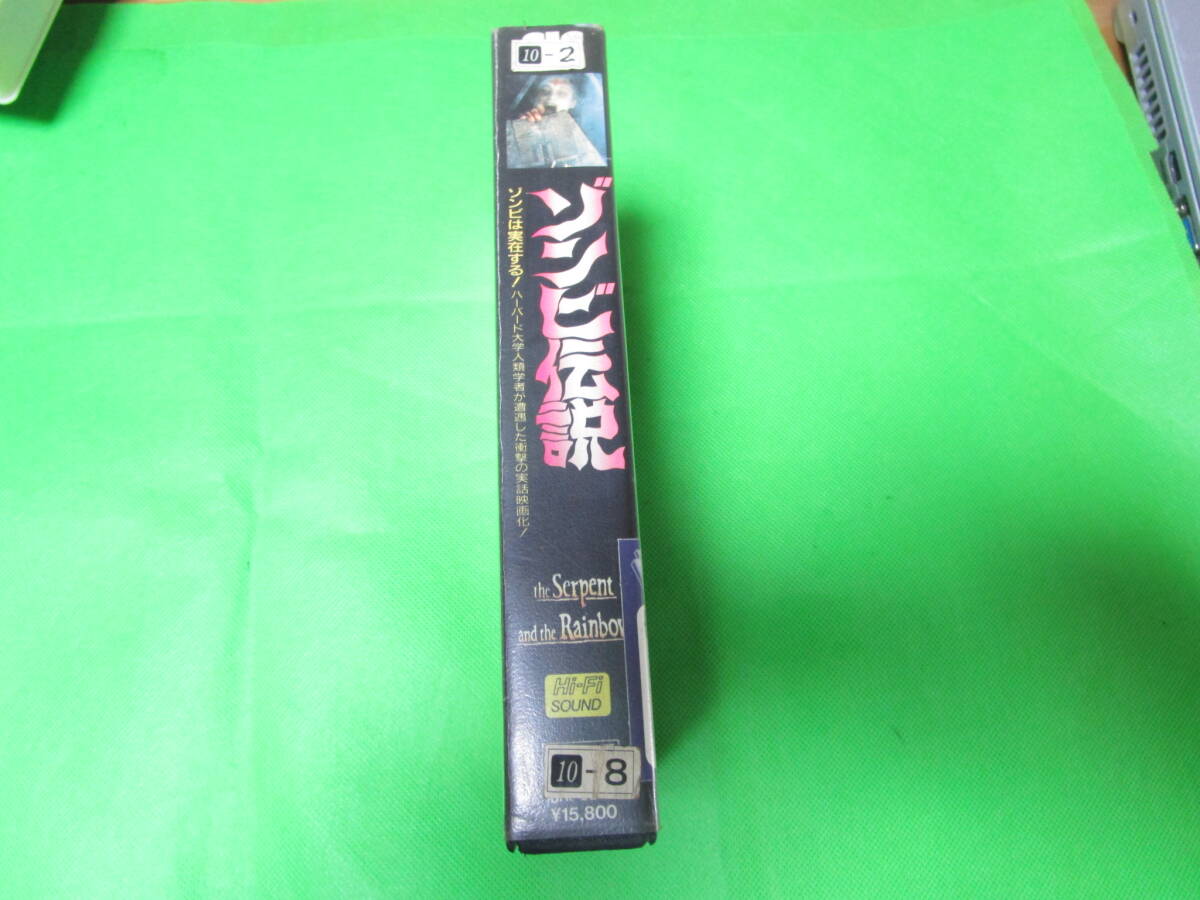 10-2
ゾンビ伝説
ゾンビは実在する！ハーバード大学人類学者が遭遇した衝撃の実話映画化！
the Serpent
and the Rainbow
Hi-Fi
SOUND
10-8
¥15,800